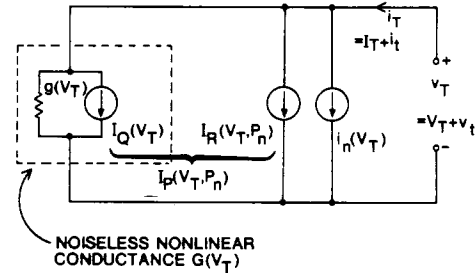 i_T
=I_T+i_t
+
g(V_T)
v_T
I_Q(V_T)
I_R(V_T,P_n)
i_n(V_T)
=V_T+v_t
-
I_P(V_T,P_n)
NOISELESS NONLINEAR
CONDUCTANCE G(V_T)